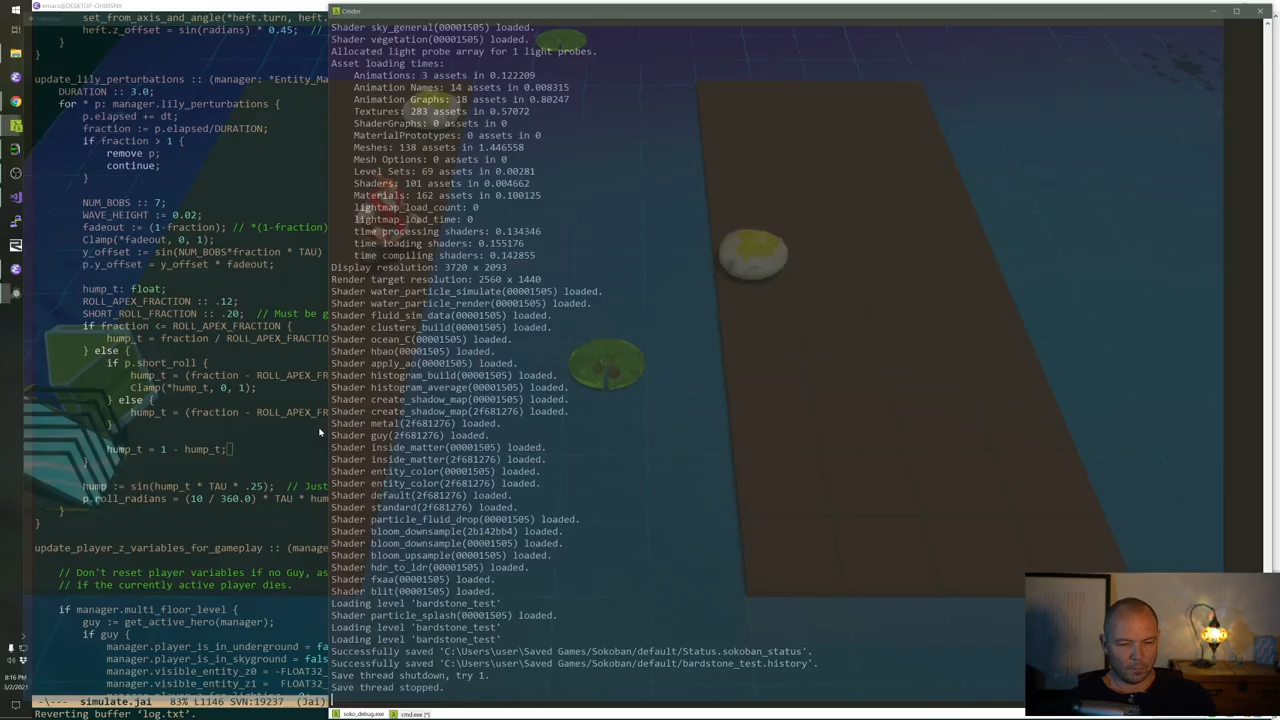 emacs@DESKTOP-OH89SN9
set_from_axis_and_angle(*heft.turn, heft.
heft.z_offset = sin(radians) * 0.45; //
}
}
update_lily_perturbations :: (manager: *Entity_Ma
DURATION :: 3.0;
for * p: manager.lily_perturbations {
p.elapsed += dt;
fraction := p.elapsed/DURATION;
if fraction > 1 {
remove p;
continue;
}
NUM_BOBS :: 7;
WAVE_HEIGHT := 0.02;
fadeout := (1-fraction); // *(1-fraction)
Clamp(*fadeout, 0, 1);
y_offset := sin(NUM_BOBS*fraction * TAU)
p.y_offset = y_offset * fadeout;
hump_t: float;
ROLL_APEX_FRACTION :: .12;
SHORT_ROLL_FRACTION :: .20; // Must be g
if fraction <= ROLL_APEX_FRACTION {
hump_t = fraction / ROLL_APEX_FRACTIO
} else {
if p.short_roll {
hump_t = (fraction - ROLL_APEX_FR
Clamp(*hump_t, 0, 1);
} else {
hump_t = (fraction - ROLL_APEX_FR
}
hump_t = 1 - hump_t;
}
hump := sin(hump_t * TAU * .25); // Just
p.roll_radians = (10 / 360.0) * TAU * hum
}
}
update_player_z_variables_for_gameplay :: (manage
// Don't reset player variables if no Guy, as
// if the currently active player dies.
if manager.multi_floor_level {
guy := get_active_hero(manager);
if guy {
manager.player_is_in_underground = fa
manager.player_is_in_skyground = fals
manager.visible_entity_z0 = -FLOAT32_
manager.visible_entity_z1 = FLOAT32_
-\--- simulate.jai 83% L1146 SVN:19237 (Jai)
Reverting buffer ‘log.txt’.
8:16 PM
5/2/2021
Cmder
Shader sky_general(00001505) loaded.
Shader vegetation(00001505) loaded.
Allocated light probe array for 1 light probes.
Asset loading times:
Animations: 3 assets in 0.122209
Animation Names: 14 assets in 0.008315
Animation Graphs: 18 assets in 0.80247
Textures: 283 assets in 0.57072
ShaderGraphs: 0 assets in 0
MaterialPrototypes: 0 assets in 0
Meshes: 138 assets in 1.446558
Mesh Options: 0 assets in 0
Level Sets: 69 assets in 0.00281
Shaders: 101 assets in 0.004662
Materials: 162 assets in 0.100125
lightmap_load_count: 0
lightmap_load_time: 0
time processing shaders: 0.134346
time loading shaders: 0.155176
time compiling shaders: 0.142855
Display resolution: 3720 x 2093
Render target resolution: 2560 x 1440
Shader water_particle_simulate(00001505) loaded.
Shader water_particle_render(00001505) loaded.
Shader fluid_sim_data(00001505) loaded.
Shader clusters_build(00001505) loaded.
Shader ocean_C(00001505) loaded.
Shader hbao(00001505) loaded.
Shader apply_ao(00001505) loaded.
Shader histogram_build(00001505) loaded.
Shader histogram_average(00001505) loaded.
Shader create_shadow_map(00001505) loaded.
Shader create_shadow_map(2f681276) loaded.
Shader metal(2f681276) loaded.
Shader guy(2f681276) loaded.
Shader inside_matter(00001505) loaded.
Shader inside_matter(2f681276) loaded.
Shader entity_color(00001505) loaded.
Shader entity_color(2f681276) loaded.
Shader default(2f681276) loaded.
Shader standard(2f681276) loaded.
Shader particle_fluid_drop(00001505) loaded.
Shader bloom_downsample(2b142bb4) loaded.
Shader bloom_downsample(00001505) loaded.
Shader bloom_upsample(00001505) loaded.
Shader hdr_to_ldr(00001505) loaded.
Shader fxaa(00001505) loaded.
Shader blit(00001505) loaded.
Loading level 'bardstone_test'
Shader particle_splash(00001505) loaded.
Loading level 'bardstone_test'
Loading level 'bardstone_test'
Successfully saved 'C:\Users\user\Saved Games/Sokoban/default/Status.sokoban_status'.
Successfully saved 'C:\Users\user\Saved Games/Sokoban/default/bardstone_test.history'.
Save thread shutdown, try 1.
Save thread stopped.
soko_debug.exe
cmd.exe (*)